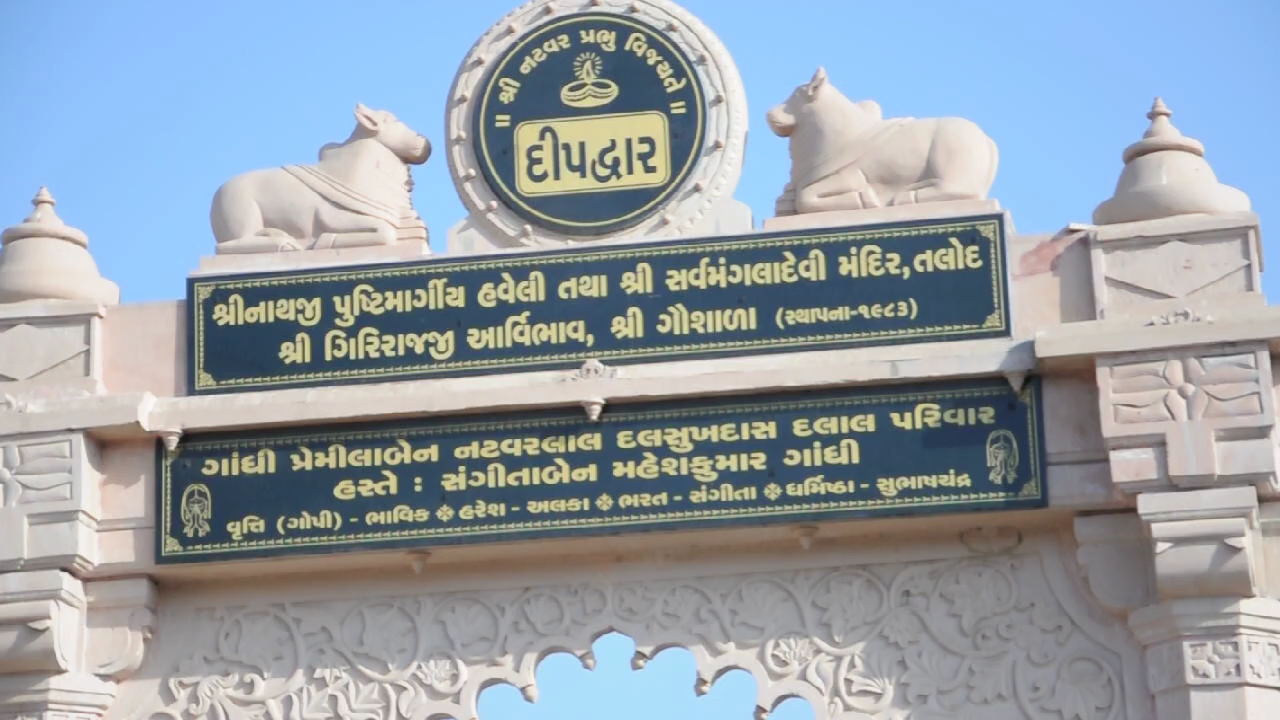 ॥ શ્રી નટવર પ્રભુ વિજયતે ॥
દીપદ્વાર
શ્રીનાથજી પુષ્ટિમાર્ગીય હવેલી તથા શ્રી સર્વમંગલાદેવી મંદિર, તલોદ
શ્રી ગિરિરાજજી આર્વિભાવ, શ્રી ગૌશાળા (સ્થાપના-૧૯૮૩)
ગાંધી પ્રેમીલાબેન નટવરલાલ દલસુખદાસ દલાલ પરિવાર
હસ્તે : સંગીતાબેન મહેશકુમાર ગાંધી
વૃત્તિ (ગોપી) - ભાવિક ❉ હરેશ - અલકા ❉ ભરત - સંગીતા ❉ ધર્મિષ્ઠા - સુભાષચંદ્ર